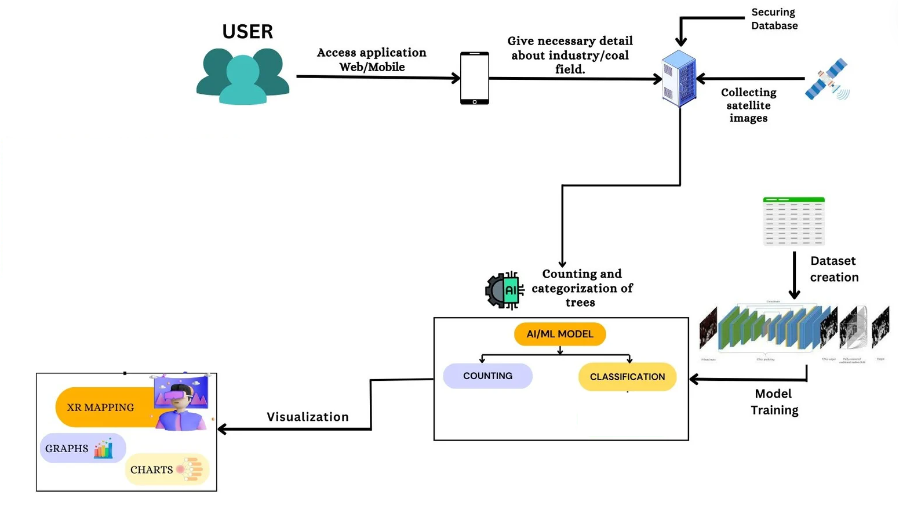 USER
Access application
Web/Mobile
Give necessary detail
about industry/coal
field.
Securing
Database
Collecting
satellite
images
Dataset
creation
Counting and
categorization of
trees
AI
AI/ML MODEL
COUNTING
CLASSIFICATION
Model
Training
Visualization
XR MAPPING
GRAPHS
CHARTS